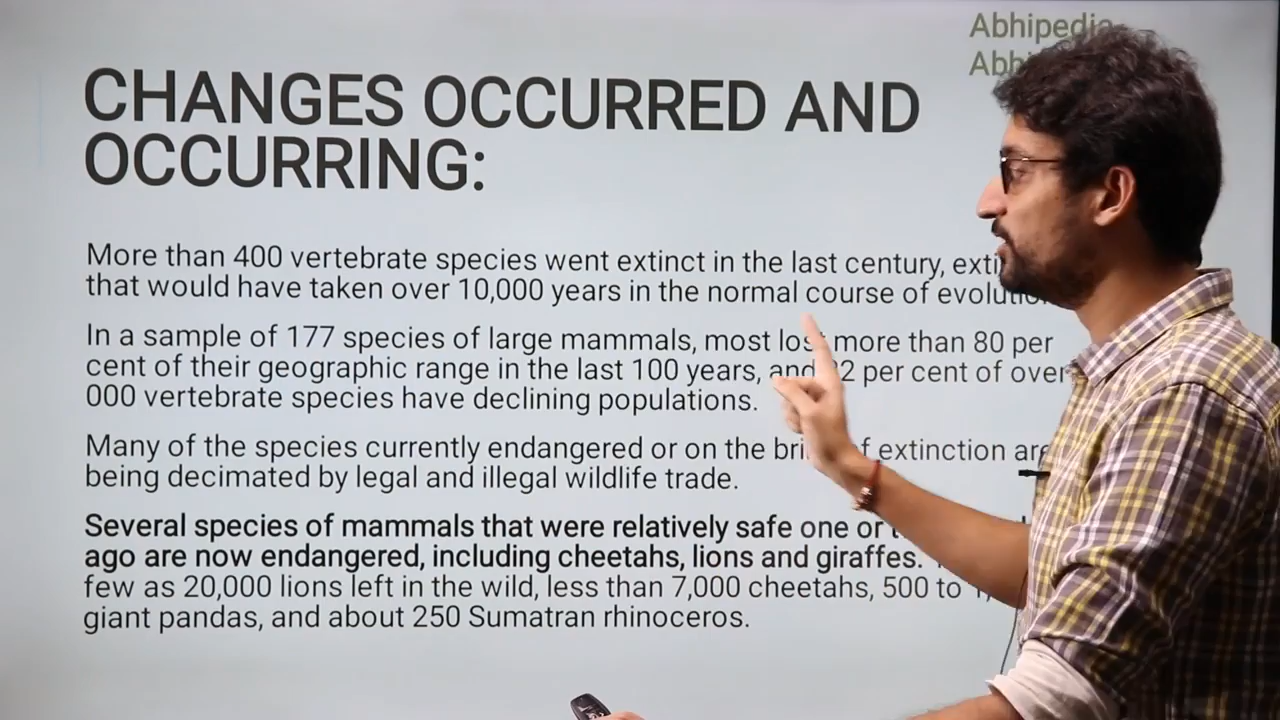 Abhipedia
CHANGES OCCURRED AND
OCCURRING:
More than 400 vertebrate species went extinct in the last century,
that would have taken over 10,000 years in the normal course of
In a sample of 177 species of large mammals, most lost more than 80 per
cent of their geographic range in the last 100 years, and per cent of over
000 vertebrate species have declining populations.
Many of the species currently endangered or on the extinction are
being decimated by legal and illegal wildlife trade.
Several species of mammals that were relatively safe one or
ago are now endangered, including cheetahs, lions and giraffes.
few as 20,000 lions left in the wild, less than 7,000 cheetahs, 500 to
giant pandas, and about 250 Sumatran rhinoceros.